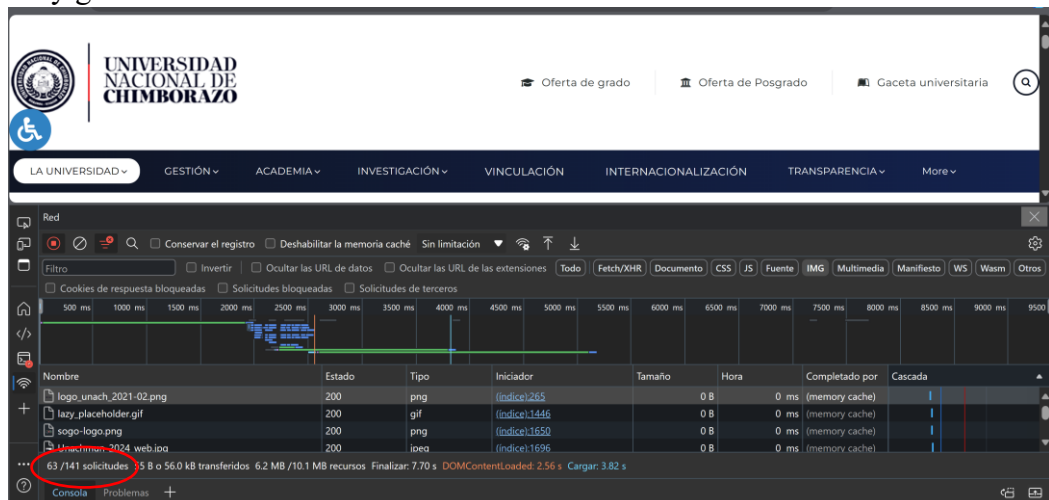 UNIVERSIDAD
NACIONAL DE
CHIMBORAZO
Oferta de grado
Oferta de Posgrado
Gaceta universitaria
LA UNIVERSIDAD
GESTIÓN
ACADEMIA
INVESTIGACIÓN
VINCULACIÓN
INTERNACIONALIZACIÓN
TRANSPARENCIA
More
Red
Conservar el registro Deshabilitar la memoria caché Sin limitación
Filtro Invertir Ocultar las URL de datos Ocultar las URL de las extensiones Todo Fetch/XHR Documento CSS JS Fuente IMG Multimedia Manifiesto WS Wasm Otros
Cookies de respuesta bloqueadas Solicitudes bloqueadas Solicitudes de terceros
500 ms 1000 ms 1500 ms 2000 ms 2500 ms 3000 ms 3500 ms 4000 ms 4500 ms 5000 ms 5500 ms 6000 ms 6500 ms 7000 ms 7500 ms 8000 ms 8500 ms 9000 ms 9500
Nombre Estado Tipo Iniciador Tamaño Hora Completado por Cascada
logo_unach_2021-02.png 200 png (índice):265 0 B 0 ms (memory cache)
lazy_placeholder.gif 200 gif (índice):1446 0 B 0 ms (memory cache)
sogo-logo.png 200 png (índice):1650 0 B 0 ms (memory cache)
200 jpeg (índice):1696 0 B 0 ms (memory cache)
63 /141 solicitudes B o 56.0 kB transferidos 6.2 MB /10.1 MB recursos Finalizar: 7.70 s DOMContentLoaded: 2.56 s Cargar: 3.82 s
Consola Problemas